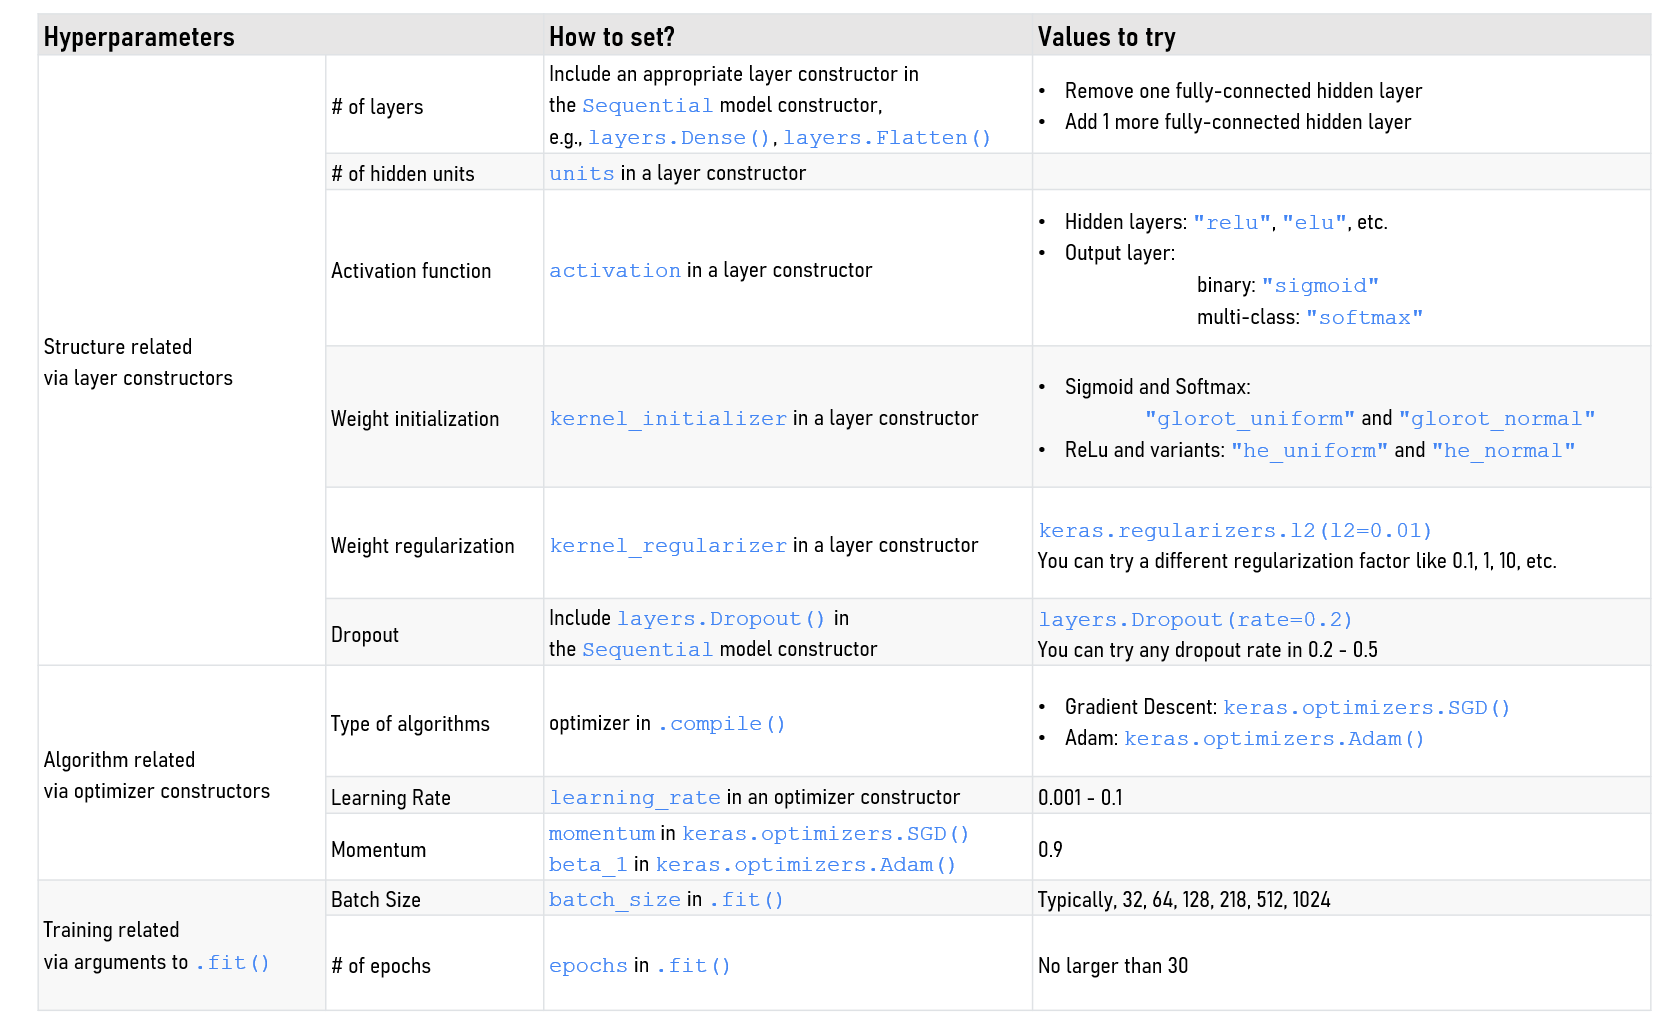 Hyperparameters How to set? Values to try
Structure related
via layer constructors
# of layers
Include an appropriate layer constructor in
the Sequential model constructor,
e.g., layers.Dense(), layers.Flatten()
• Remove one fully-connected hidden layer
• Add 1 more fully-connected hidden layer
# of hidden units
units in a layer constructor
Activation function
activation in a layer constructor
• Hidden layers: "relu", "elu", etc.
• Output layer:
binary: "sigmoid"
multi-class: "softmax"
Weight initialization
kernel_initializer in a layer constructor
• Sigmoid and Softmax:
"glorot_uniform" and "glorot_normal"
• ReLu and variants: "he_uniform" and "he_normal"
Weight regularization
kernel_regularizer in a layer constructor
keras.regularizers.l2(l2=0.01)
You can try a different regularization factor like 0.1, 1, 10, etc.
Dropout
Include layers.Dropout() in
the Sequential model constructor
layers.Dropout(rate=0.2)
You can try any dropout rate in 0.2 - 0.5
Algorithm related
via optimizer constructors
Type of algorithms
optimizer in .compile()
• Gradient Descent: keras.optimizers.SGD()
• Adam: keras.optimizers.Adam()
Learning Rate
learning_rate in an optimizer constructor
0.001 - 0.1
Momentum
momentum in keras.optimizers.SGD()
beta_1 in keras.optimizers.Adam()
0.9
Training related
via arguments to .fit()
Batch Size
batch_size in .fit()
Typically, 32, 64, 128, 218, 512, 1024
# of epochs
epochs in .fit()
No larger than 30